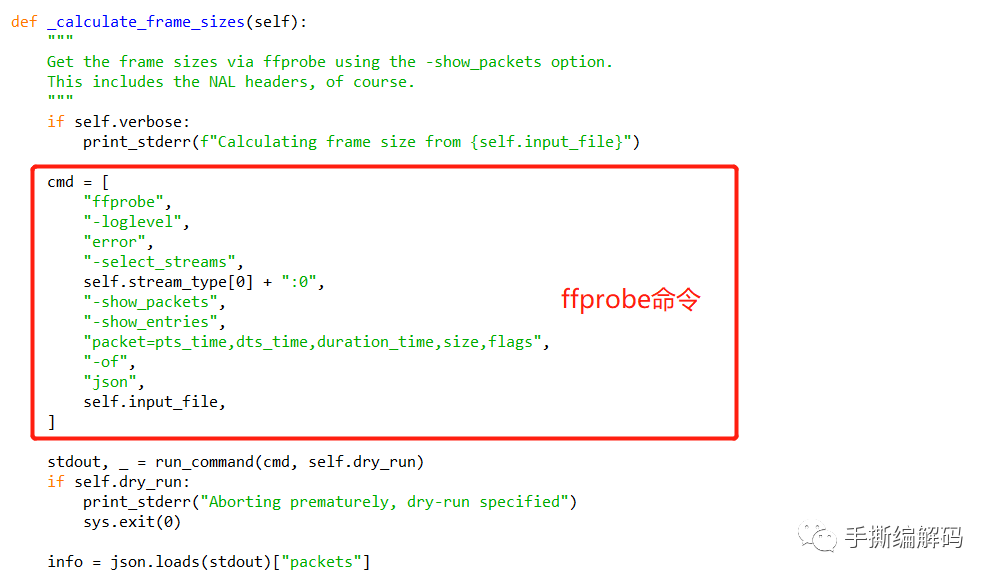 def _calculate_frame_sizes(self):
"""
Get the frame sizes via ffprobe using the -show_packets option.
This includes the NAL headers, of course.
"""
if self.verbose:
print_stderr(f"Calculating frame size from {self.input_file}")
cmd = [
"ffprobe",
"-loglevel",
"error",
"-select_streams",
self.stream_type[0] + ":0",
"-show_packets",
"-show_entries",
"packet=pts_time,dts_time,duration_time,size,flags",
"-of",
"json",
self.input_file,
]
ffprobe命令
stdout, _ = run_command(cmd, self.dry_run)
if self.dry_run:
print_stderr("Aborting prematurely, dry-run specified")
sys.exit(0)
info = json.loads(stdout)["packets"]
手撕编解码